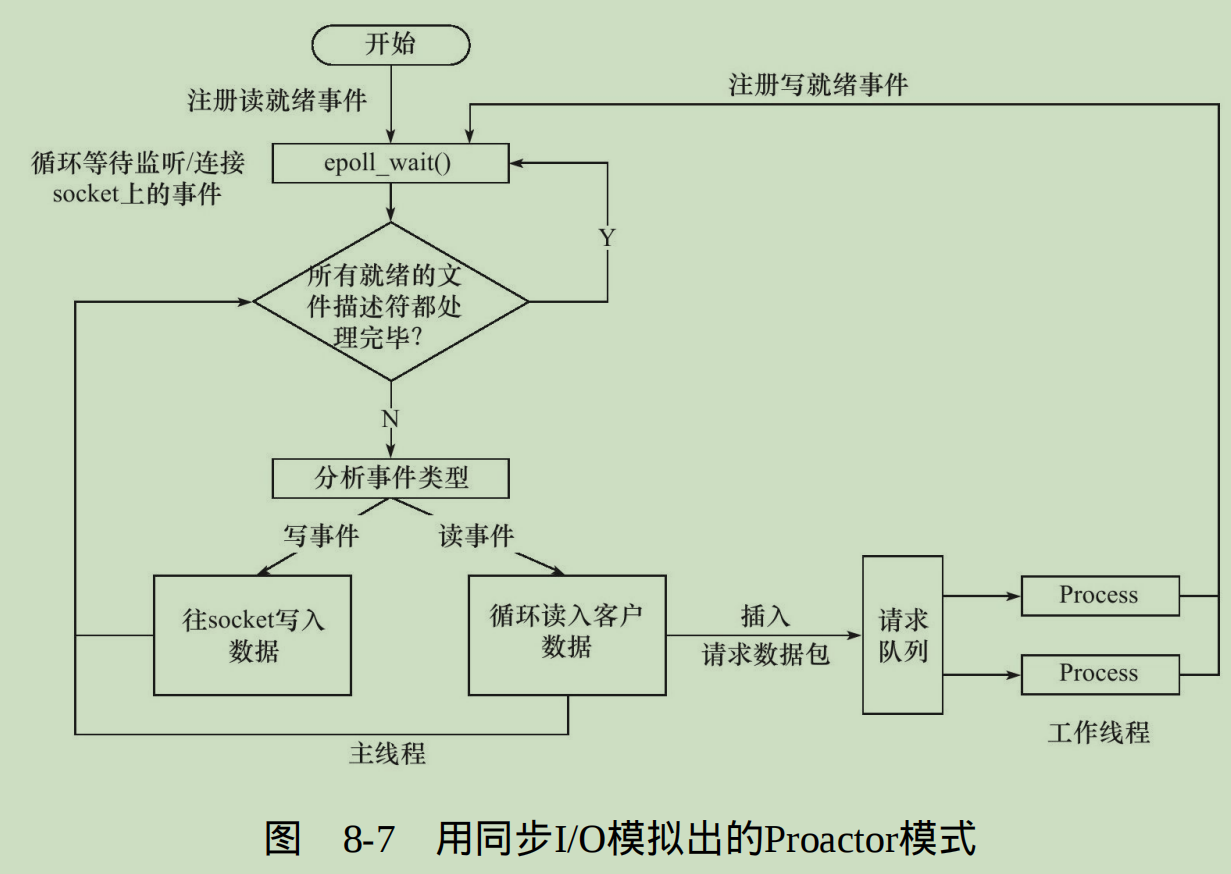 开始
注册读就绪事件
注册写就绪事件
循环等待监听/连接
socket上的事件
epoll_wait()
Y
所有就绪的文
件描述符都处
理完毕?
N
分析事件类型
写事件
读事件
往socket写入
数据
循环读入客户
数据
插入
请求数据包
请求
队列
Process
Process
工作线程
主线程
图 8-7 用同步I/O模拟出的Proactor模式